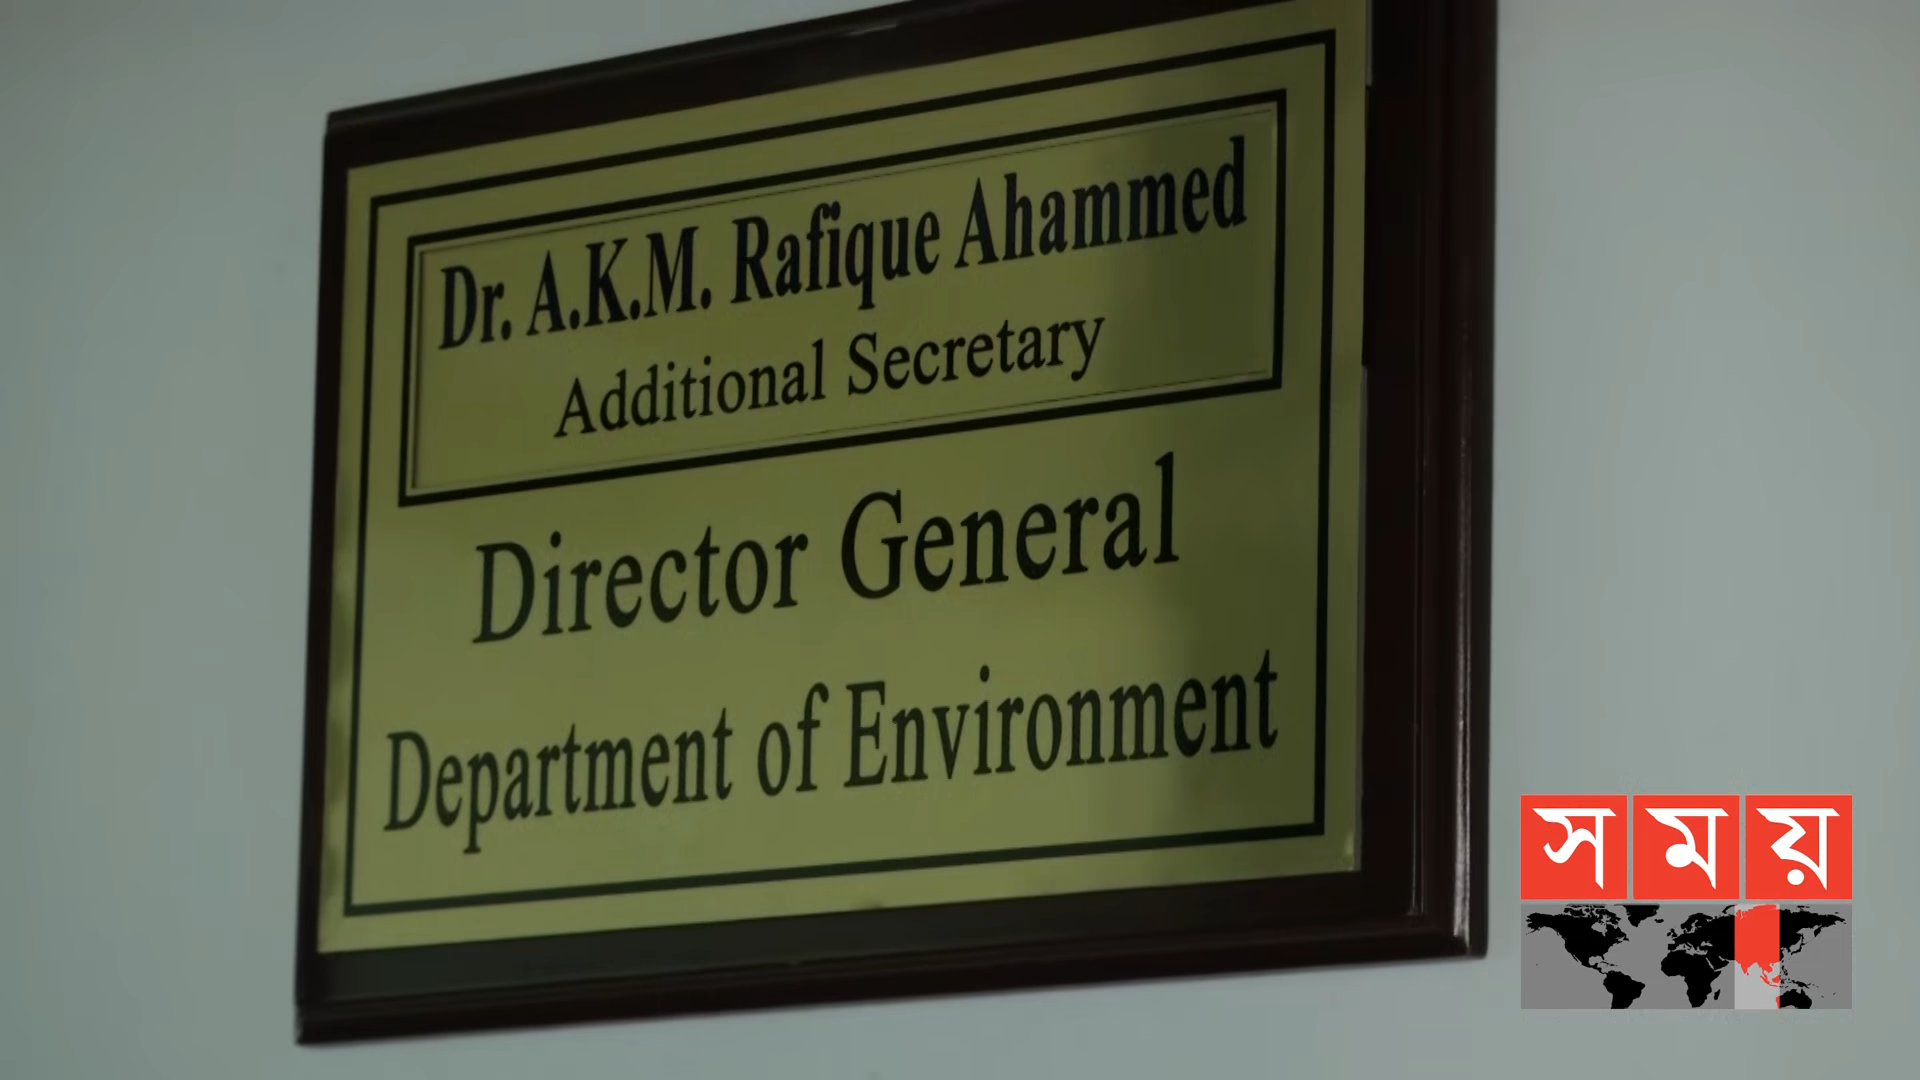 Dr. A.K.M. Rafique Ahammed
Additional Secretary
Director General
Department of Environment
সময়